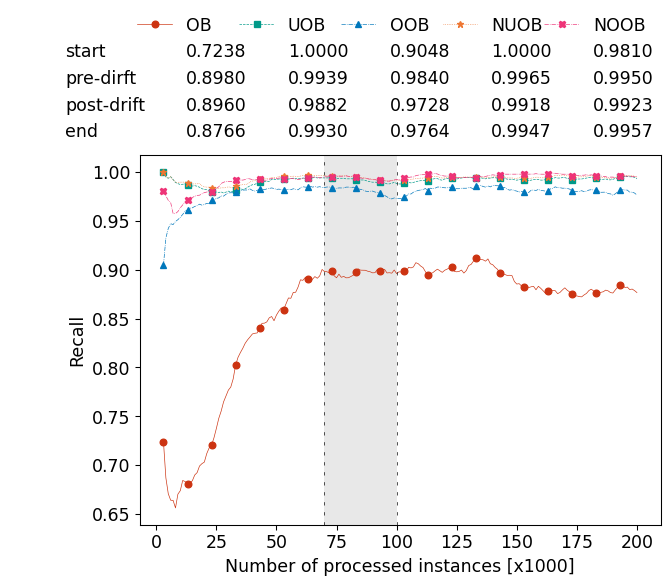 OB UOB OOB NUOB NOOB
start 0.7238 1.0000 0.9048 1.0000 0.9810
pre-dirft 0.8980 0.9939 0.9840 0.9965 0.9950
post-drift 0.8960 0.9882 0.9728 0.9918 0.9923
end 0.8766 0.9930 0.9764 0.9947 0.9957
1.00
0.95
0.90
0.85
0.80
0.75
0.70
0.65
Recall
0 25 50 75 100 125 150 175 200
Number of processed instances [x1000]